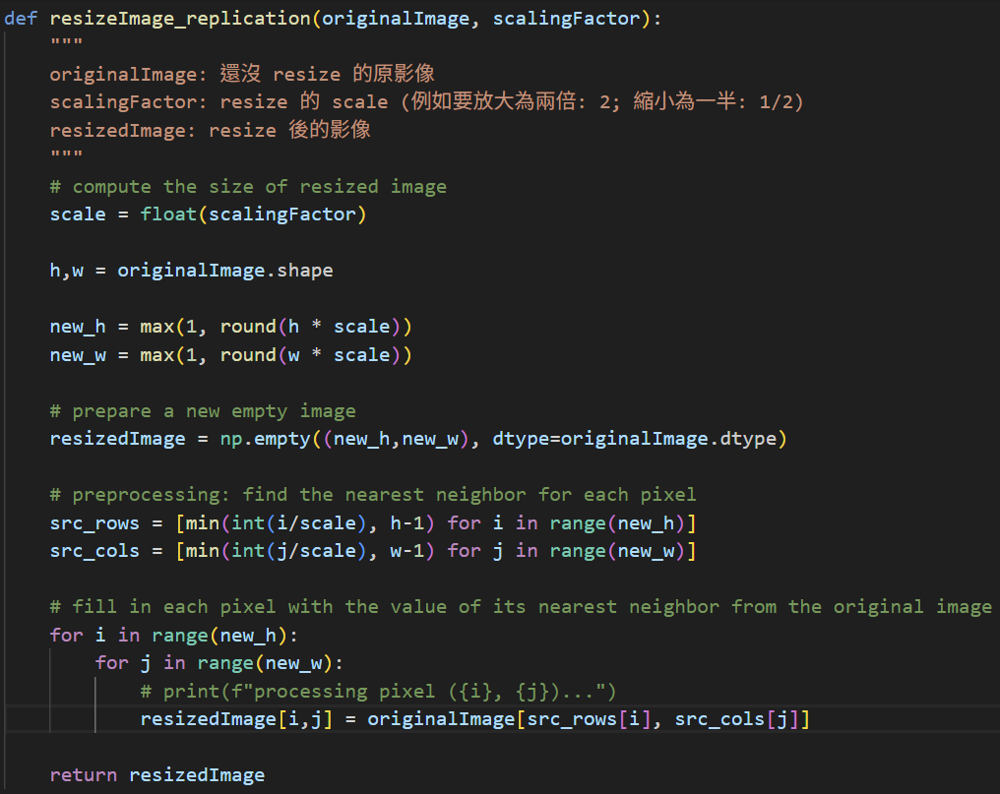 def resizeImage_replication(originalImage, scalingFactor):
    """
    originalImage: 還沒 resize 的原影像
    scalingFactor: resize 的 scale (例如要放大為兩倍: 2; 縮小為一半: 1/2)
    resizedImage: resize 後的影像
    """
    # compute the size of resized image
    scale = float(scalingFactor)

    h,w = originalImage.shape

    new_h = max(1, round(h * scale))
    new_w = max(1, round(w * scale))

    # prepare a new empty image
    resizedImage = np.empty((new_h,new_w), dtype=originalImage.dtype)

    # preprocessing: find the nearest neighbor for each pixel
    src_rows = [min(int(i/scale), h-1) for i in range(new_h)]
    src_cols = [min(int(j/scale), w-1) for j in range(new_w)]

    # fill in each pixel with the value of its nearest neighbor from the original image
    for i in range(new_h):
        for j in range(new_w):
            # print(f"processing pixel ({i}, {j})...")
            resizedImage[i,j] = originalImage[src_rows[i], src_cols[j]]

    return resizedImage